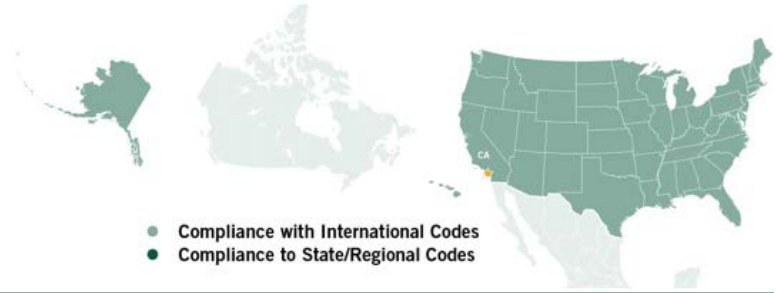 CA
Compliance with International Codes
Compliance to State/Regional Codes